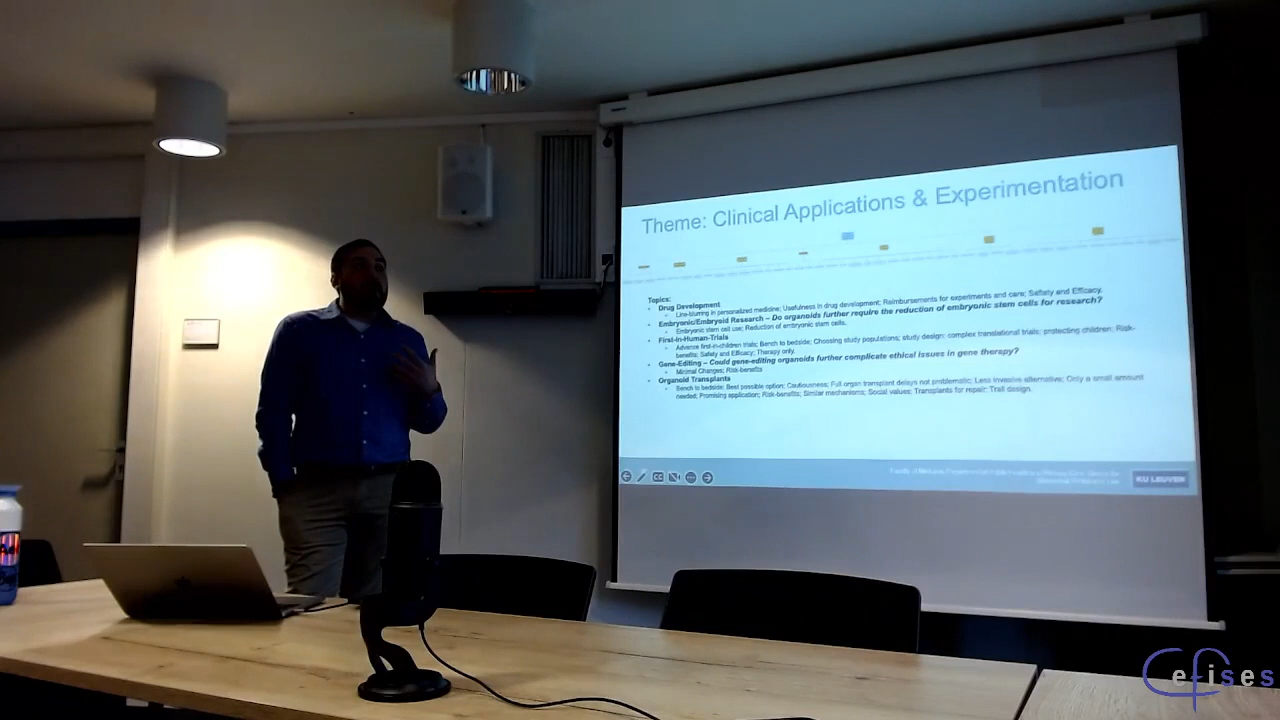 Theme: Clinical Applications & Experimentation
Topics:
Drug Development
Line-blurring in personalized medicine; Usefulness in drug development; Reimbursements for experiments and care; Saftaty and Efficacy.
Embryonic/Embryoid Research – Do organoids further require the reduction of embryonic stem cells for research?
Embryonic stem cell use; Reduction of embryonic stem cells.
First-in-Human-Trials
Advance first-in-children trials; Bench to bedside; Choosing study populations; study design: complex translational trials; protecting children; Risk-
benefits; Safety and Efficacy; Therapy only.
Gene-Editing – Could gene-editing organoids further complicate ethical issues in gene therapy?
Minimal Changes; Risk-benefits
Organoid Transplants
Bench to bedside; Best possible option; Cautiousness; Full organ transplant delays not problematic; Less invasive alternative; Only a small amount
needed; Promising application; Risk-benefits; Similar mechanisms; Social values; Transplants for repair; Trail design.
KU LEUVEN
Cefises